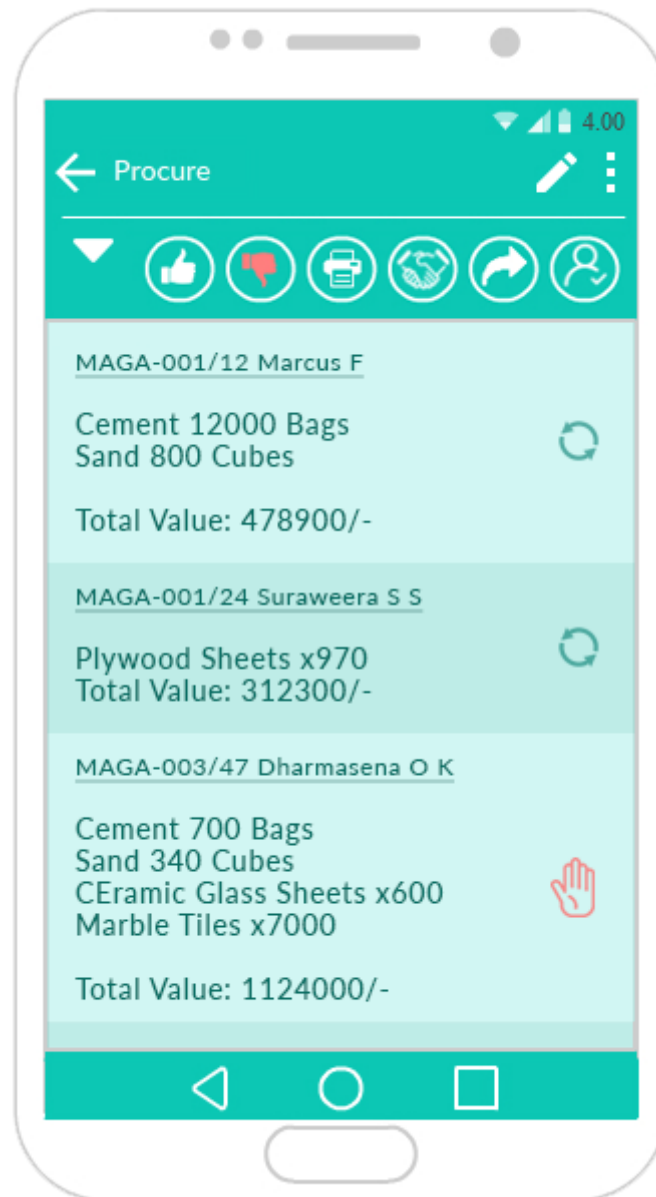 4.00
Procure
MAGA-001/12 Marcus F
Cement 12000 Bags
Sand 800 Cubes
Total Value: 478900/-
MAGA-001/24 Suraweera S S
Plywood Sheets x970
Total Value: 312300/-
MAGA-003/47 Dharmasena O K
Cement 700 Bags
Sand 340 Cubes
CEramic Glass Sheets x600
Marble Tiles x7000
Total Value: 1124000/-